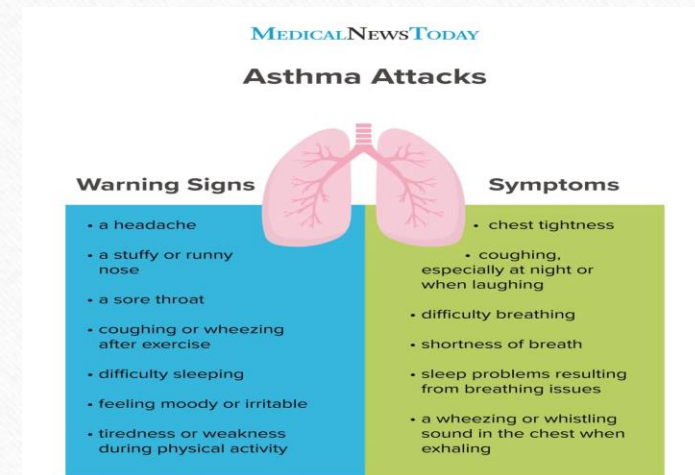 MEDICALNEWSTODAY
Asthma Attacks
Warning Signs
• a headache
• a stuffy or runny
nose
• a sore throat
• coughing or wheezing
after exercise
• difficulty sleeping
• feeling moody or irritable
• tiredness or weakness
during physical activity
Symptoms
• chest tightness
• coughing,
especially at night or
when laughing
• difficulty breathing
• shortness of breath
• sleep problems resulting
from breathing issues
• a wheezing or whistling
sound in the chest when
exhaling